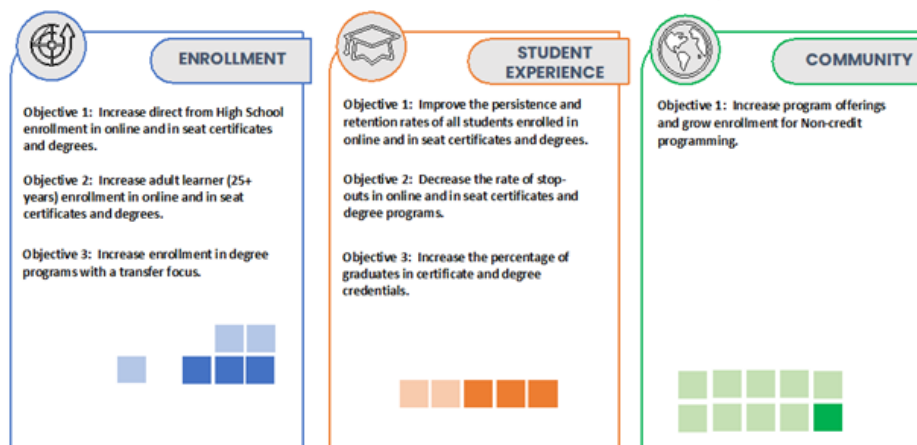 ENROLLMENT
Objective 1: Increase direct from High School
enrollment in online and in seat certificates
and degrees.
Objective 2: Increase adult learner (25+
years) enrollment in online and in seat
certificates and degrees.
Objective 3: Increase enrollment in degree
programs with a transfer focus.
STUDENT
EXPERIENCE
Objective 1: Improve the persistence and
retention rates of all students enrolled in
online and in seat certificates and degrees.
Objective 2: Decrease the rate of stop-
outs in online and in seat certificates and
degree programs.
Objective 3: Increase the percentage of
graduates in certificate and degree
credentials.
COMMUNITY
Objective 1: Increase program offerings
and grow enrollment for Non-credit
programming.